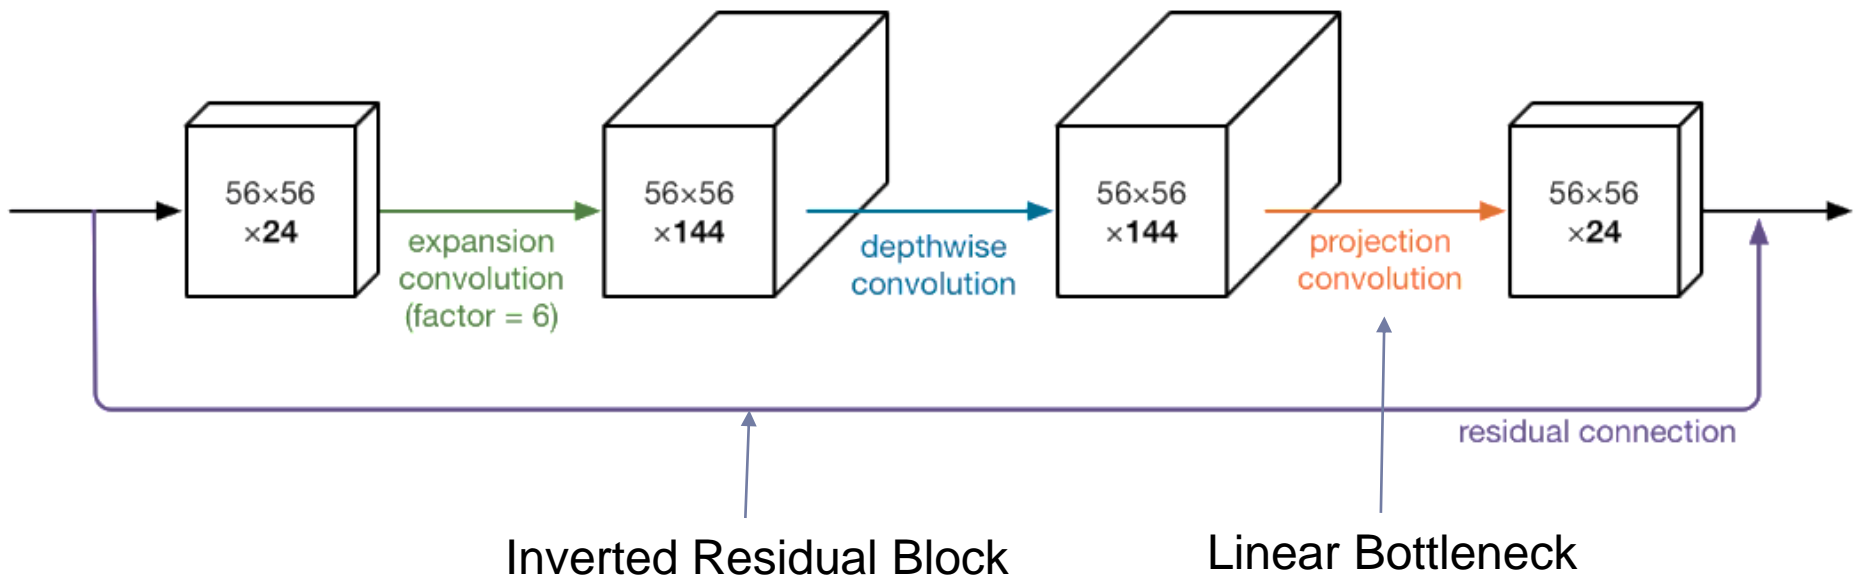 56×56
×24
expansion
convolution
(factor = 6)
56×56
×144
depthwise
convolution
56×56
×144
projection
convolution
56×56
×24
residual connection
Inverted Residual Block
Linear Bottleneck